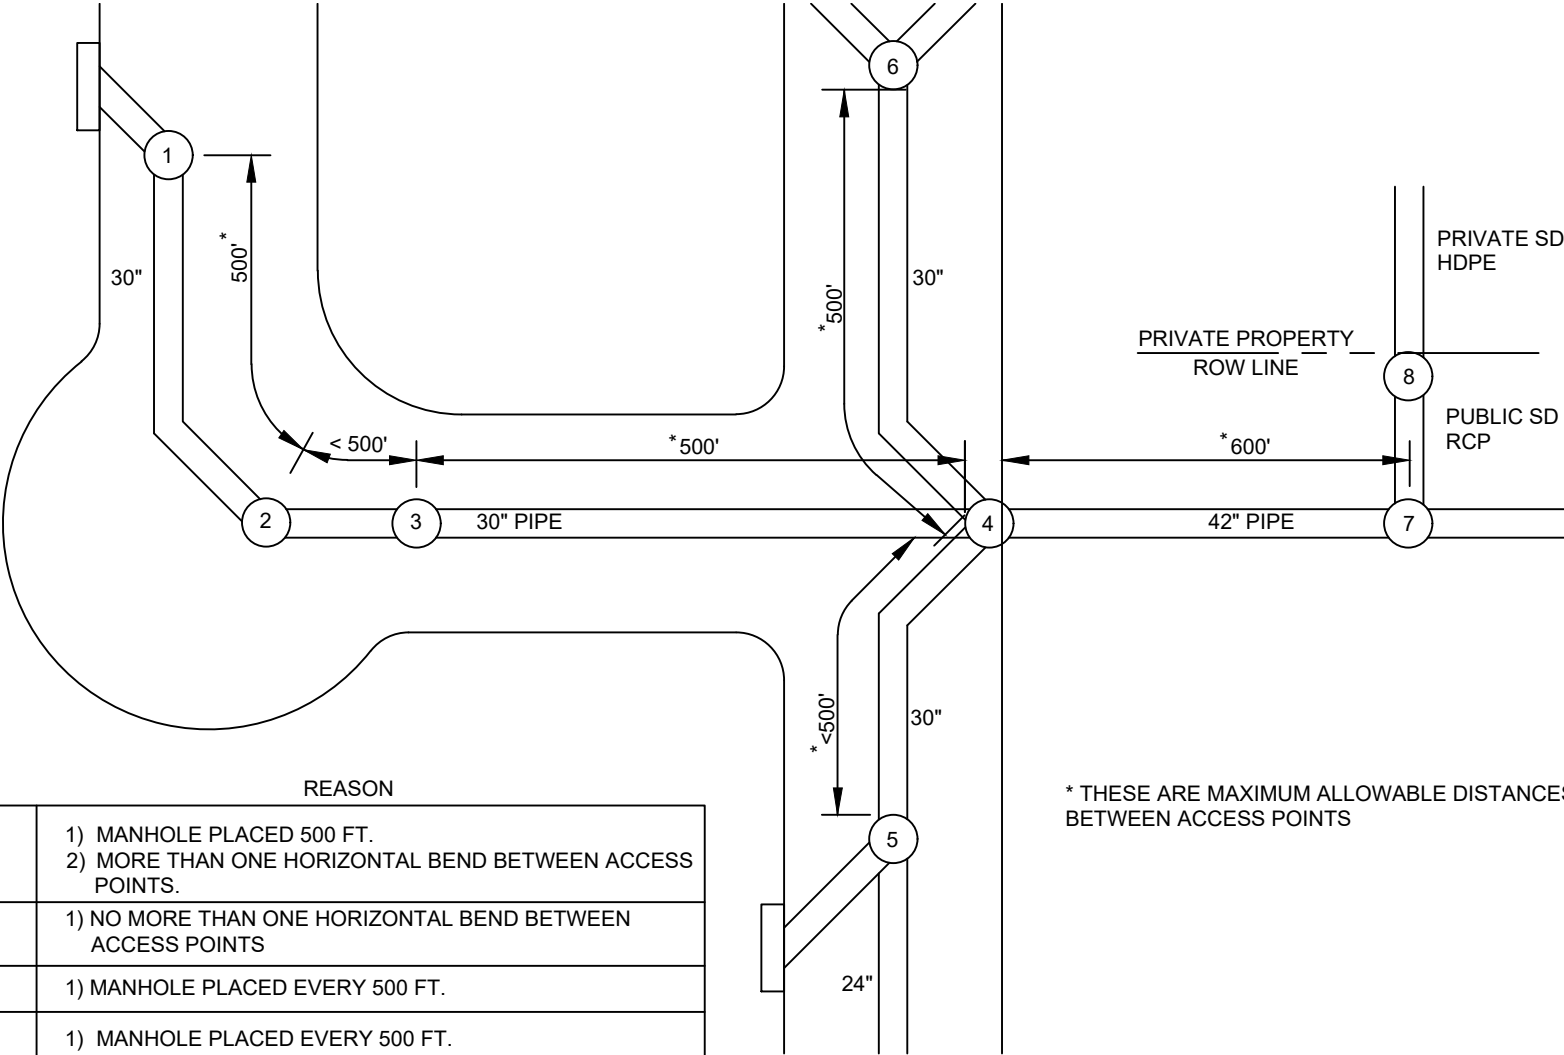 6
1
500'*
30"
*500'
30"
PRIVATE SD
HDPE
PRIVATE PROPERTY
ROW LINE
8
PUBLIC SD
RCP
< 500'
*500'
*600'
2
3
30" PIPE
4
42" PIPE
7
*<500'
30"
5
24"
* THESE ARE MAXIMUM ALLOWABLE DISTANCES
BETWEEN ACCESS POINTS
REASON
1) MANHOLE PLACED 500 FT.
2) MORE THAN ONE HORIZONTAL BEND BETWEEN ACCESS
POINTS.
1) NO MORE THAN ONE HORIZONTAL BEND BETWEEN
ACCESS POINTS
1) MANHOLE PLACED EVERY 500 FT.
1) MANHOLE PLACED EVERY 500 FT.